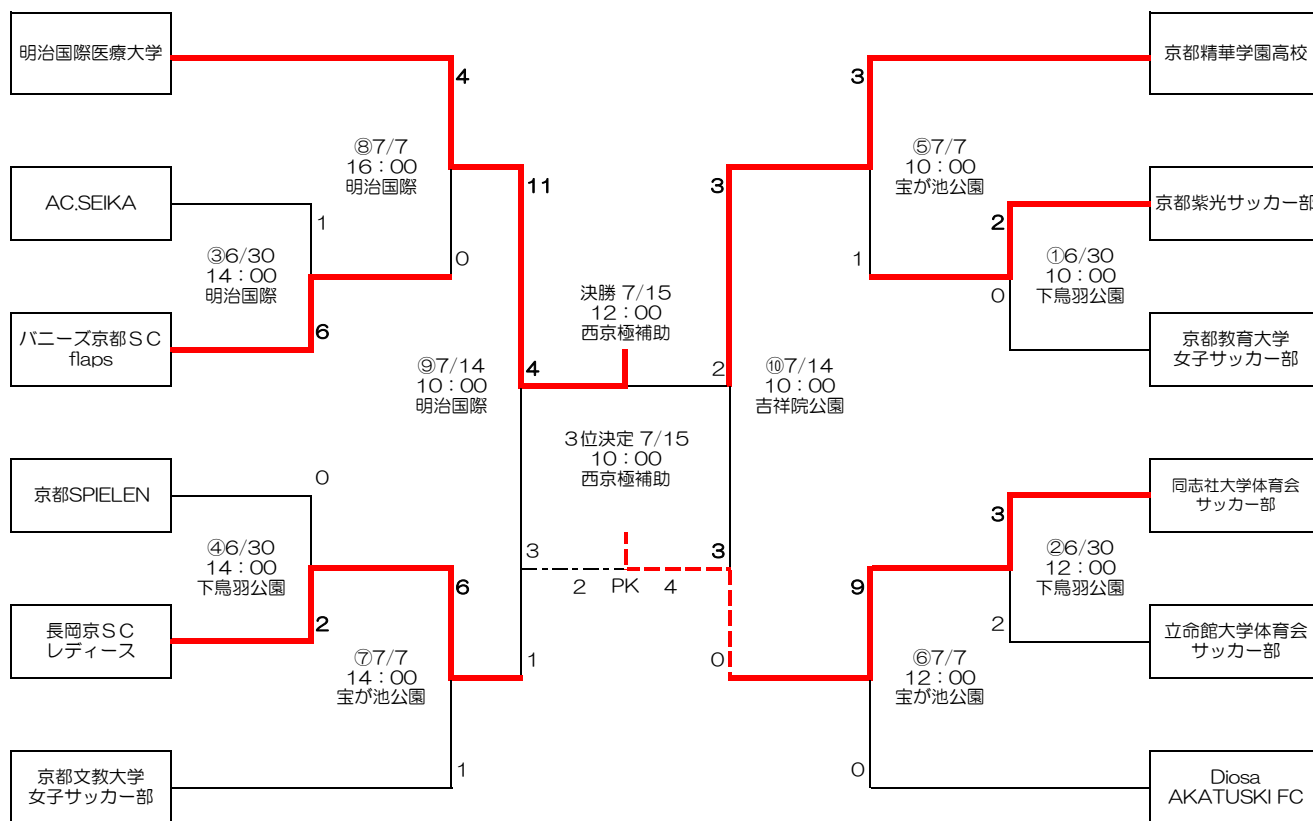 明治国際医療大学
4
3
京都精華学園高校
⑧7/7
16：00
明治国際
⑤7/7
10：00
宝が池公園
11
3
AC.SEIKA
1
2
京都紫光サッカー部
③6/30
14：00
明治国際
0
1
①6/30
10：00
下鳥羽公園
0
決勝 7/15
12：00
西京極補助
バニーズ京都ＳＣ
flaps
6
京都教育大学
女子サッカー部
⑨7/14
10：00
明治国際
4
2
⑩7/14
10：00
吉祥院公園
3位決定 7/15
10：00
西京極補助
京都SPIELEN
0
3
同志社大学体育会
サッカー部
④6/30
14：00
下鳥羽公園
6
3
2
PK
4
3
9
②6/30
12：00
下鳥羽公園
長岡京ＳＣ
レディース
2
2
立命館大学体育会
サッカー部
⑦7/7
14：00
宝が池公園
1
0
⑥7/7
12：00
宝が池公園
京都文教大学
女子サッカー部
1
0
Diosa
AKATUSKI FC